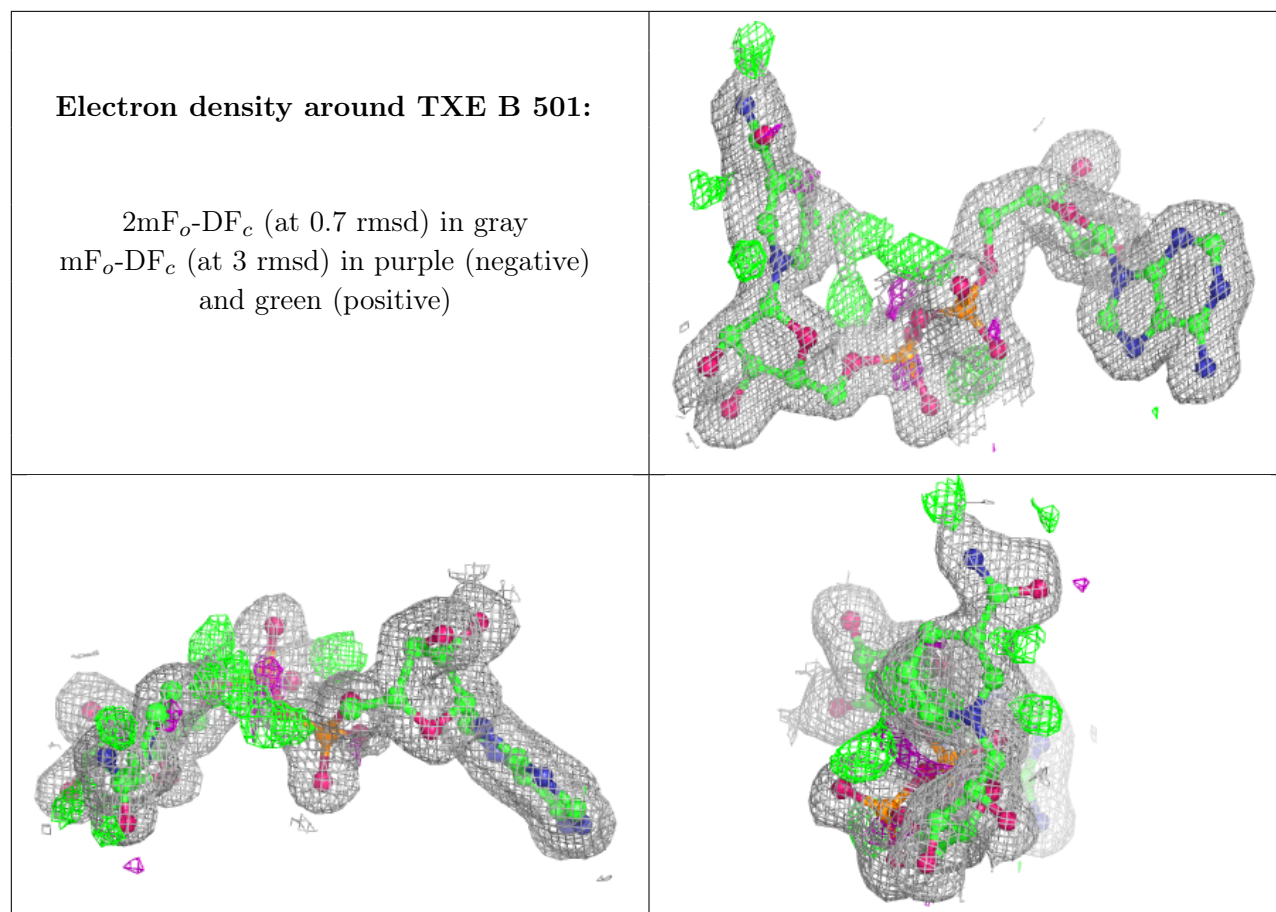 Electron density around TXE B 501:
2mFo-DFc (at 0.7 rmsd) in gray
mFo-DFc (at 3 rmsd) in purple (negative)
and green (positive)